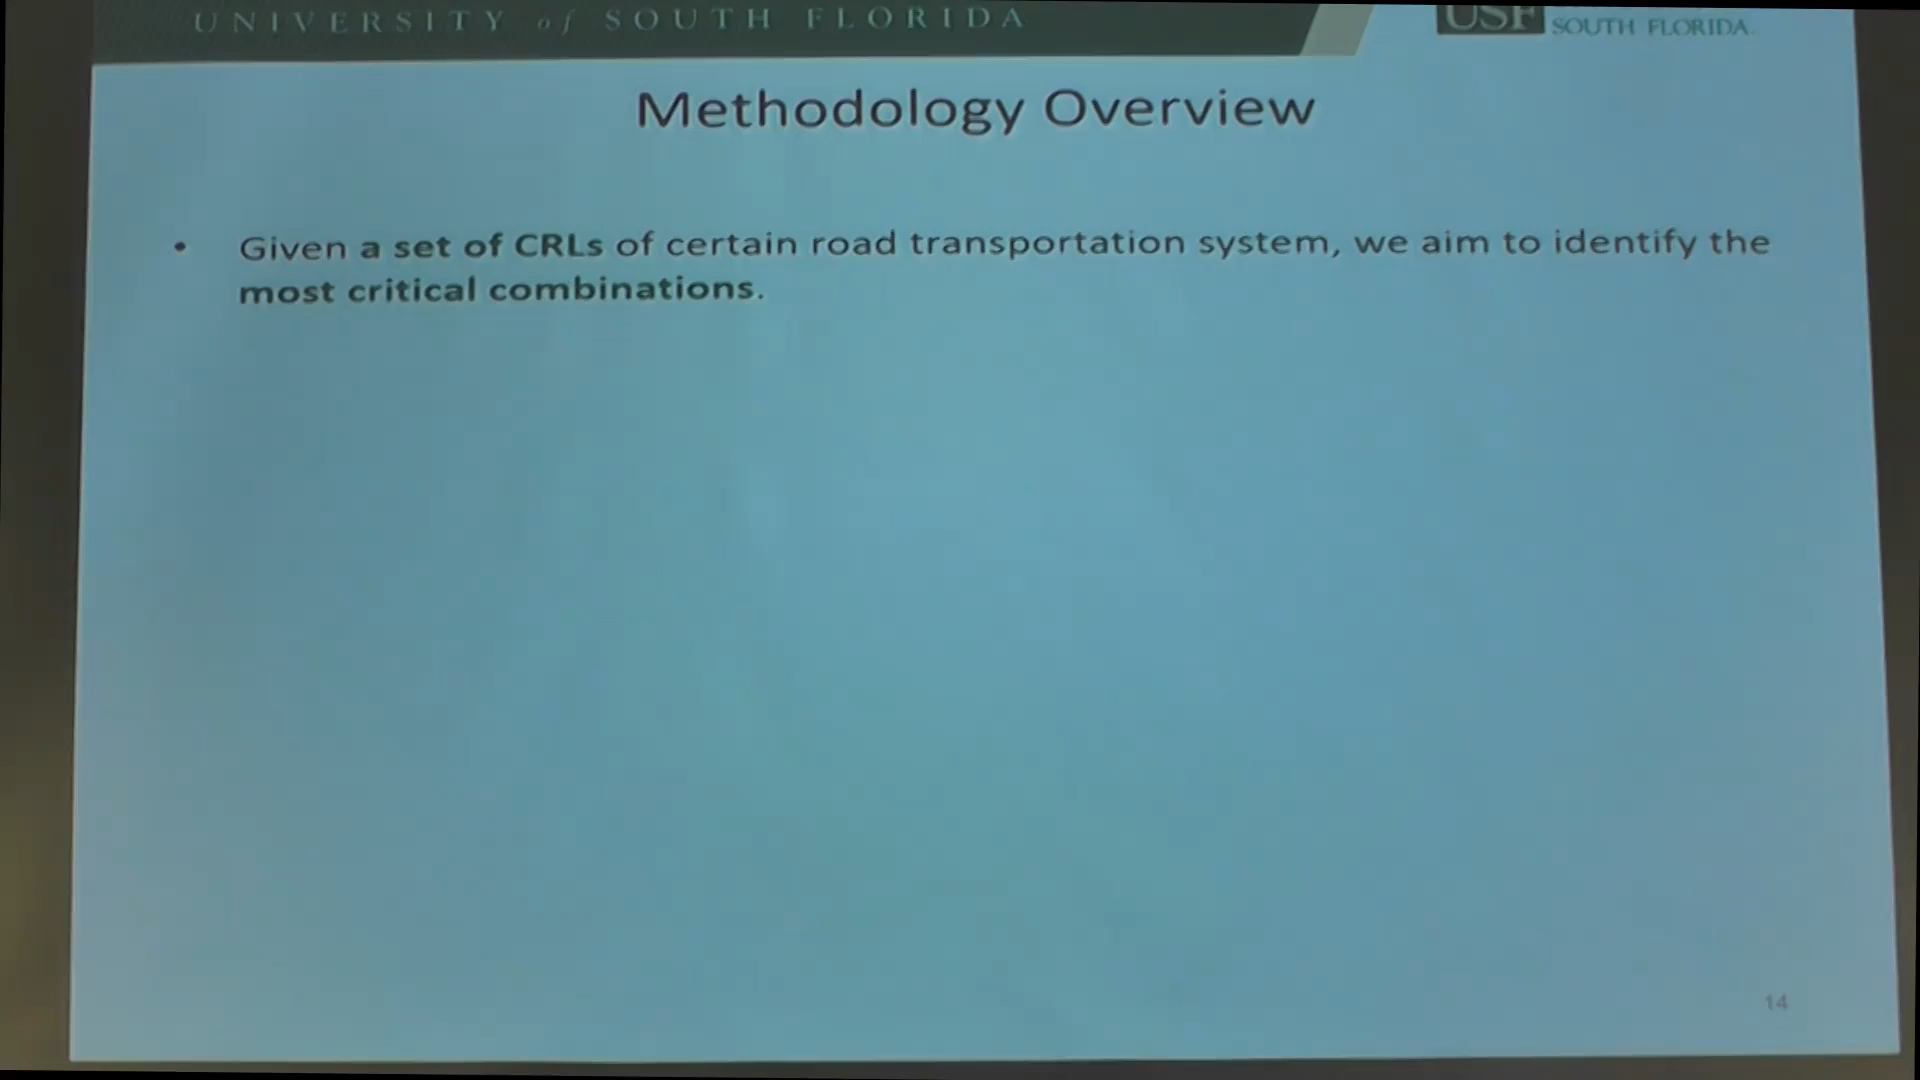 UNIVERSITY of SOUTH FLORIDA
USF SOUTH FLORIDA.
Methodology Overview
• Given a set of CRLs of certain road transportation system, we aim to identify the
most critical combinations.
14